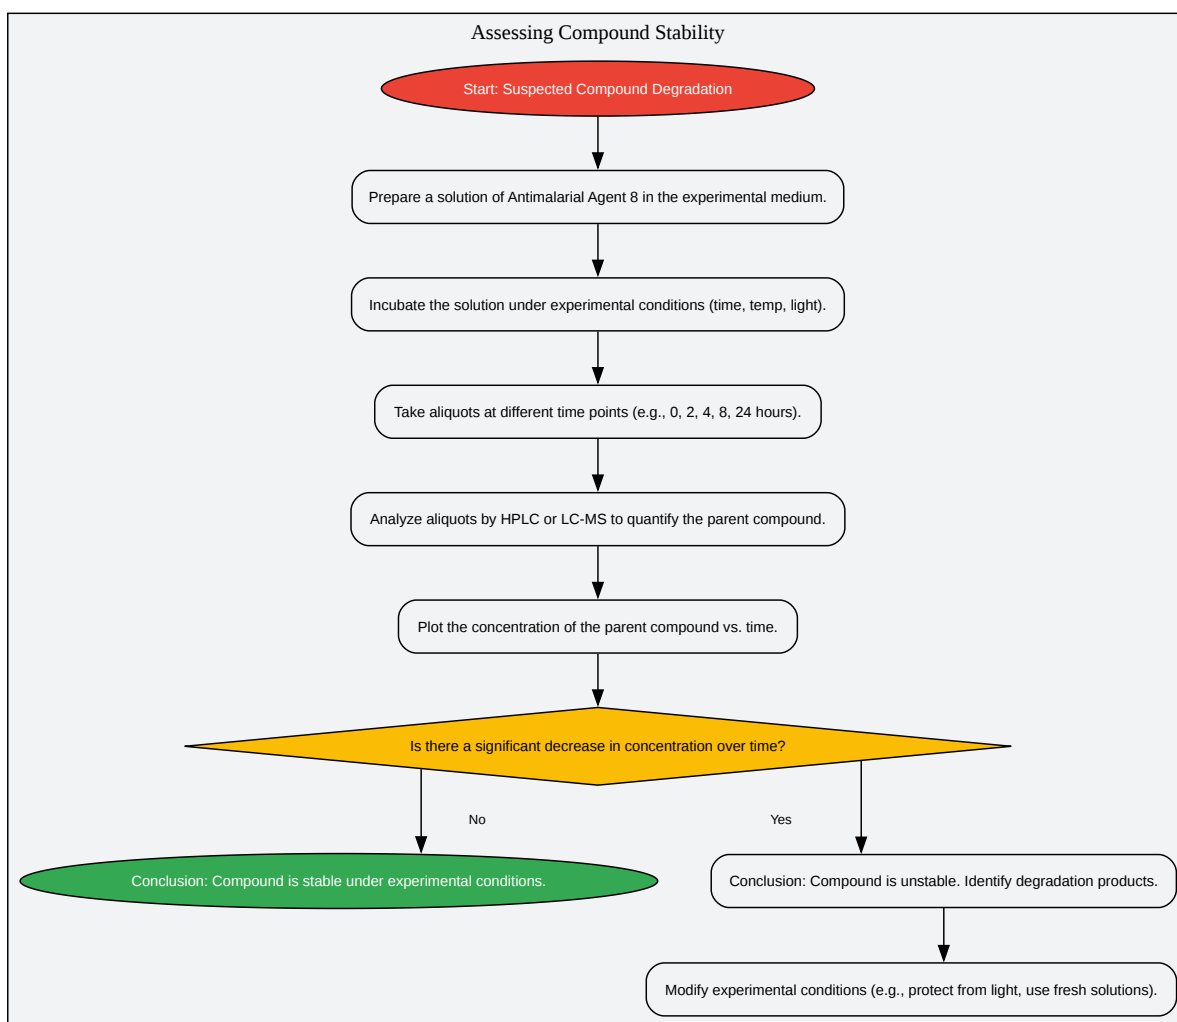 Assessing Compound Stability
Start: Suspected Compound Degradation
Prepare a solution of Antimalarial Agent 8 in the experimental medium.
Incubate the solution under experimental conditions (time, temp, light).
Take aliquots at different time points (e.g., 0, 2, 4, 8, 24 hours).
Analyze aliquots by HPLC or LC-MS to quantify the parent compound.
Plot the concentration of the parent compound vs. time.
Is there a significant decrease in concentration over time?
No
Yes
Conclusion: Compound is stable under experimental conditions.
Conclusion: Compound is unstable. Identify degradation products.
Modify experimental conditions (e.g., protect from light, use fresh solutions).